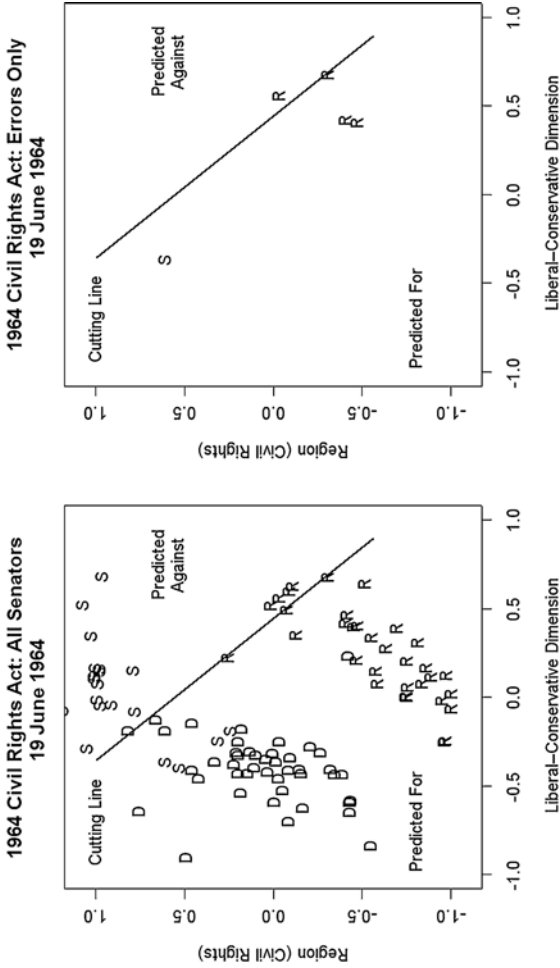 1964 Civil Rights Act: All Senators
19 June 1964
Cutting Line
Predicted
Against
Predicted For
Region (Civil Rights)
1.0
0.5
0.0
-0.5
-1.0
-1.0
-0.5
0.0
0.5
1.0
Liberal−Conservative Dimension
1964 Civil Rights Act: Errors Only
19 June 1964
Cutting Line
Predicted
Against
S
R
R
R
R
Predicted For
Region (Civil Rights)
1.0
0.5
0.0
-0.5
-1.0
-1.0
-0.5
0.0
0.5
1.0
Liberal−Conservative Dimension